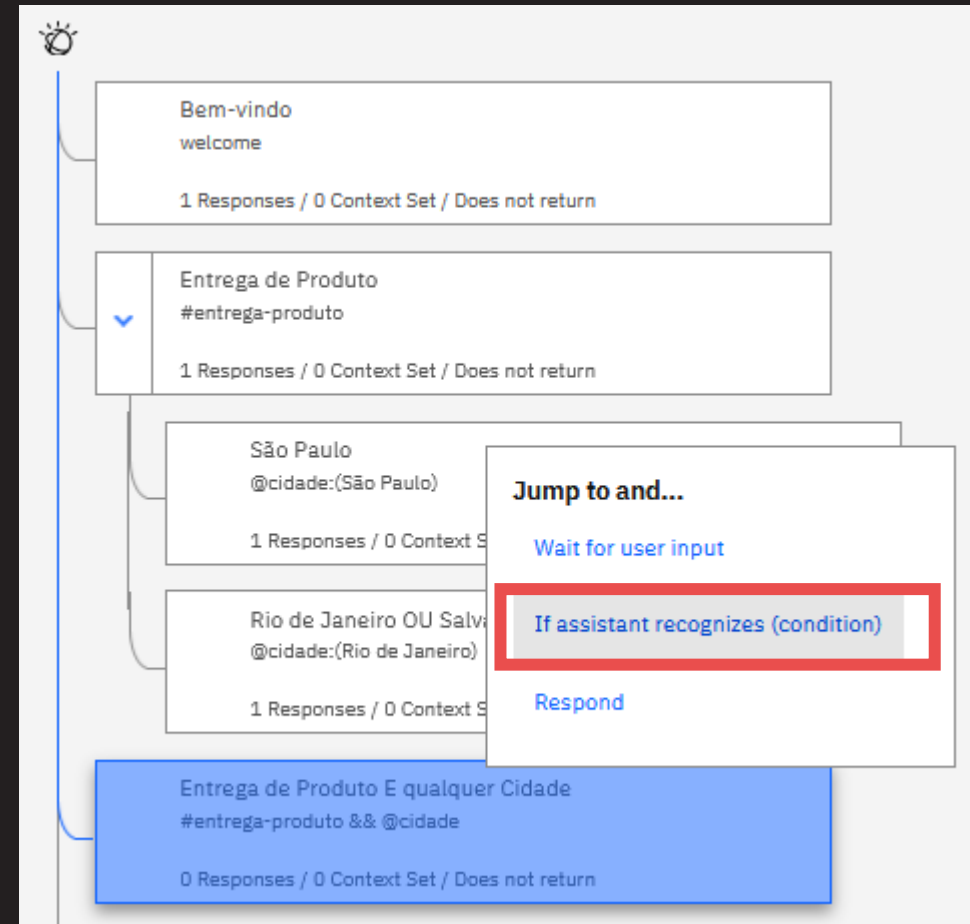 Bem-vindo
welcome
1 Responses / 0 Context Set / Does not return
Entrega de Produto
#entrega-produto
1 Responses / 0 Context Set / Does not return
São Paulo
@cidade:(São Paulo)
1 Responses / 0 Context
Jump to and...
Wait for user input
If assistant recognizes (condition)
Respond
Rio de Janeiro OU
@cidade:(Rio de Janeiro)
1 Responses / 0 Context
Entrega de Produto E qualquer Cidade
#entrega-produto && @cidade
0 Responses / 0 Context Set / Does not return